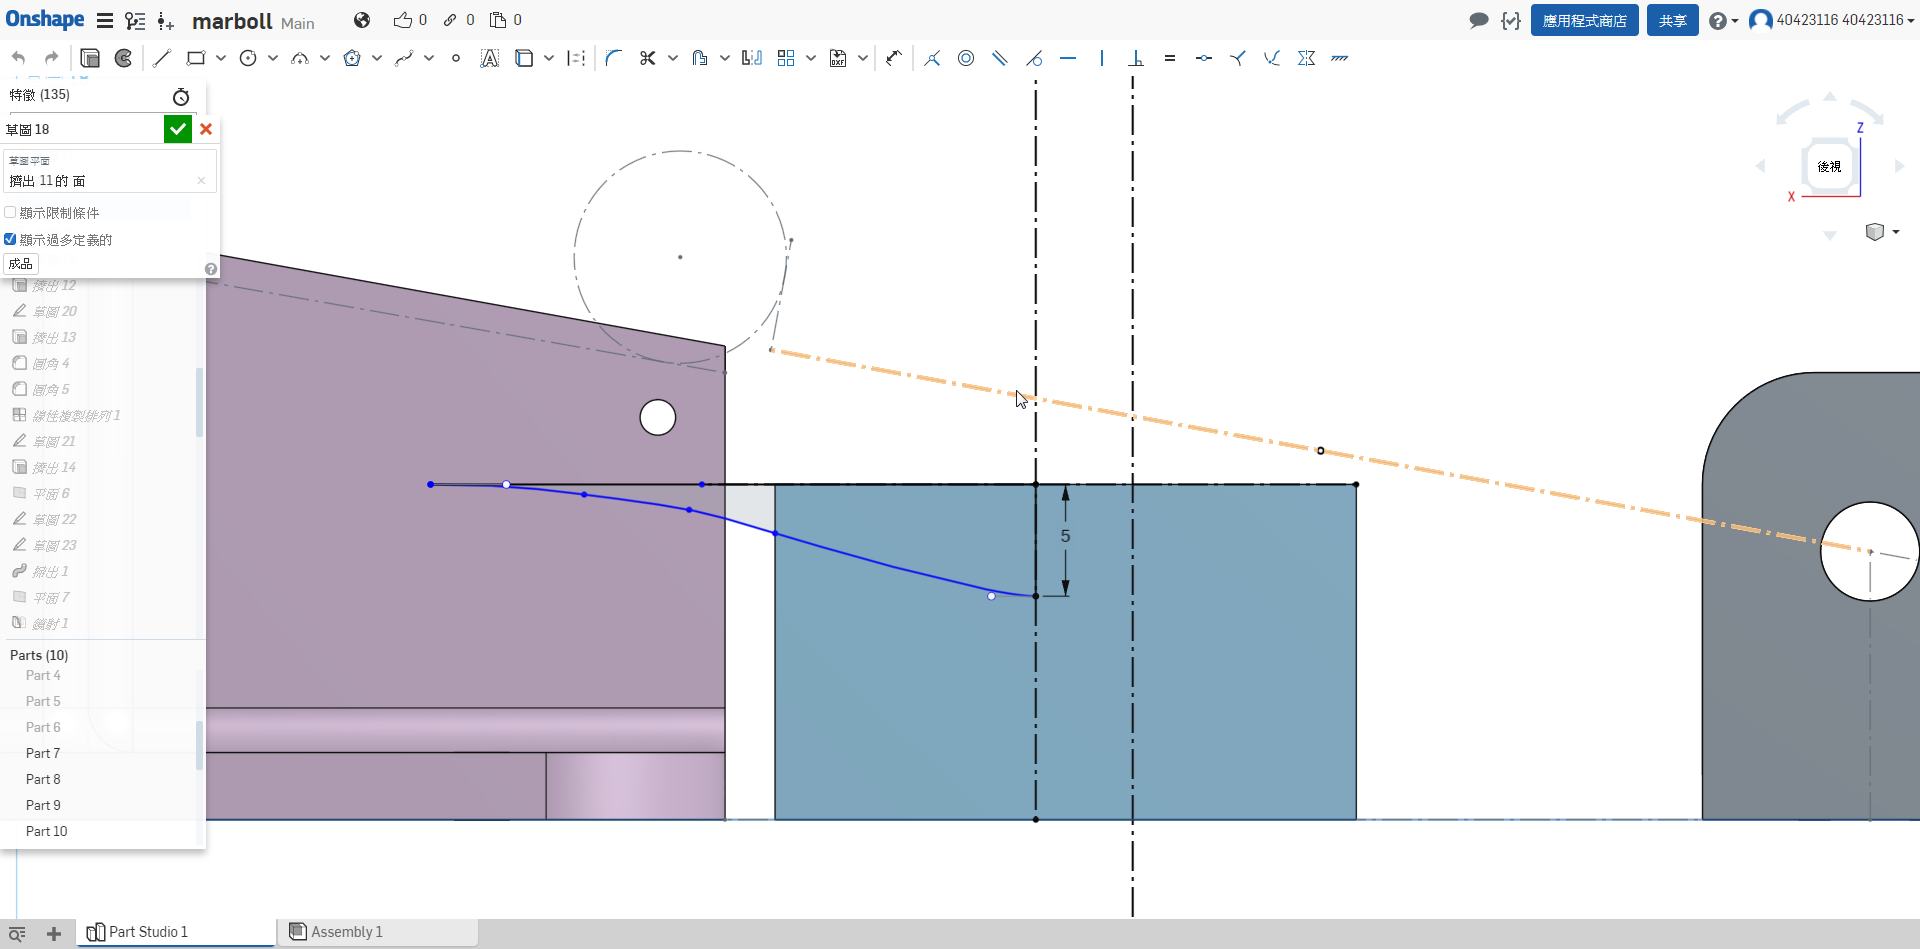 Onshape
marboll Main
0
0
0
應用程式商店
共享
40423116 40423116
DXF
特徵 (135)
草圖 18
草圖平面
擠出 11的 面
顯示限制條件
顯示過多定義的
成品
擠出 12
草圖 20
擠出 13
圓角 4
圓角 5
線性複製排列 1
草圖 21
擠出 14
平面 6
草圖 22
草圖 23
掃出 1
平面 7
鏡射 1
Parts (10)
Part 4
Part 5
Part 6
Part 7
Part 8
Part 9
Part 10
5
Z
後視
X
Part Studio 1
Assembly 1